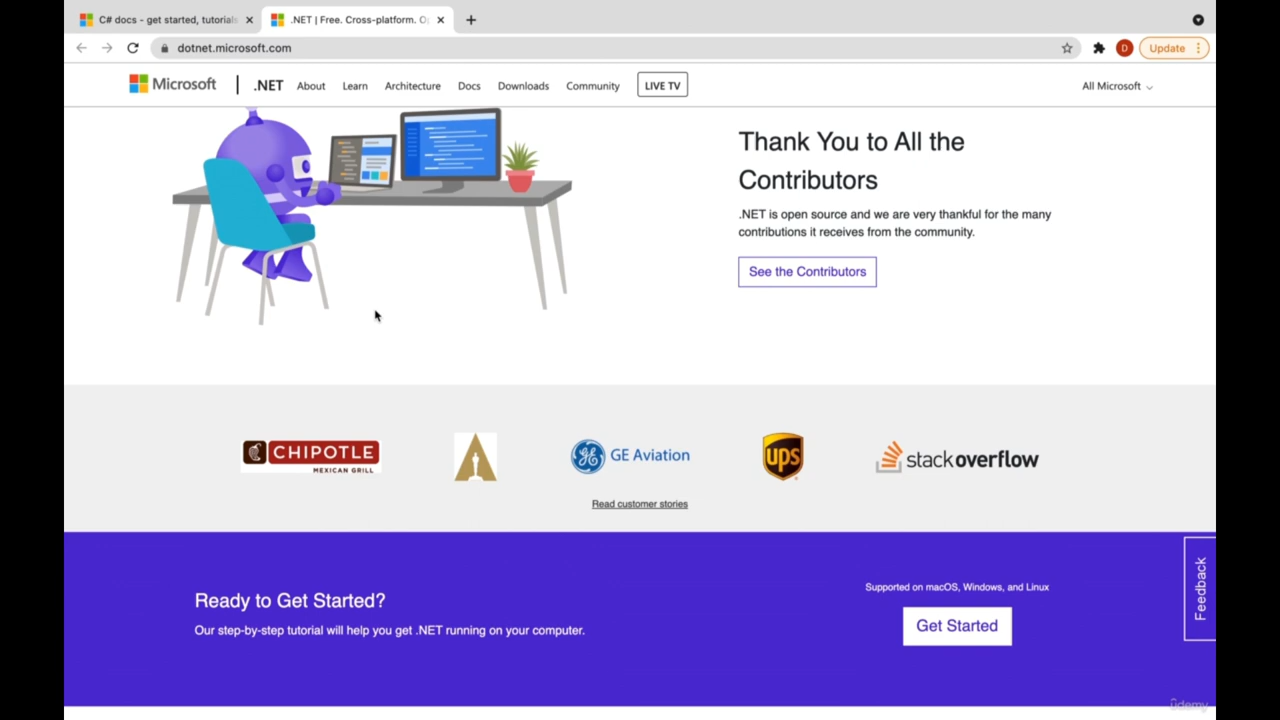 C# docs - get started, tutorials
.NET | Free. Cross-platform. O
dotnet.microsoft.com
D
Update
Microsoft
.NET
About
Learn
Architecture
Docs
Downloads
Community
LIVE TV
All Microsoft
Thank You to All the
Contributors
.NET is open source and we are very thankful for the many
contributions it receives from the community.
See the Contributors
CHIPOTLE
MEXICAN GRILL
GE Aviation
ups
stackoverflow
Read customer stories
Ready to Get Started?
Our step-by-step tutorial will help you get .NET running on your computer.
Supported on macOS, Windows, and Linux
Get Started
Feedback
udemy